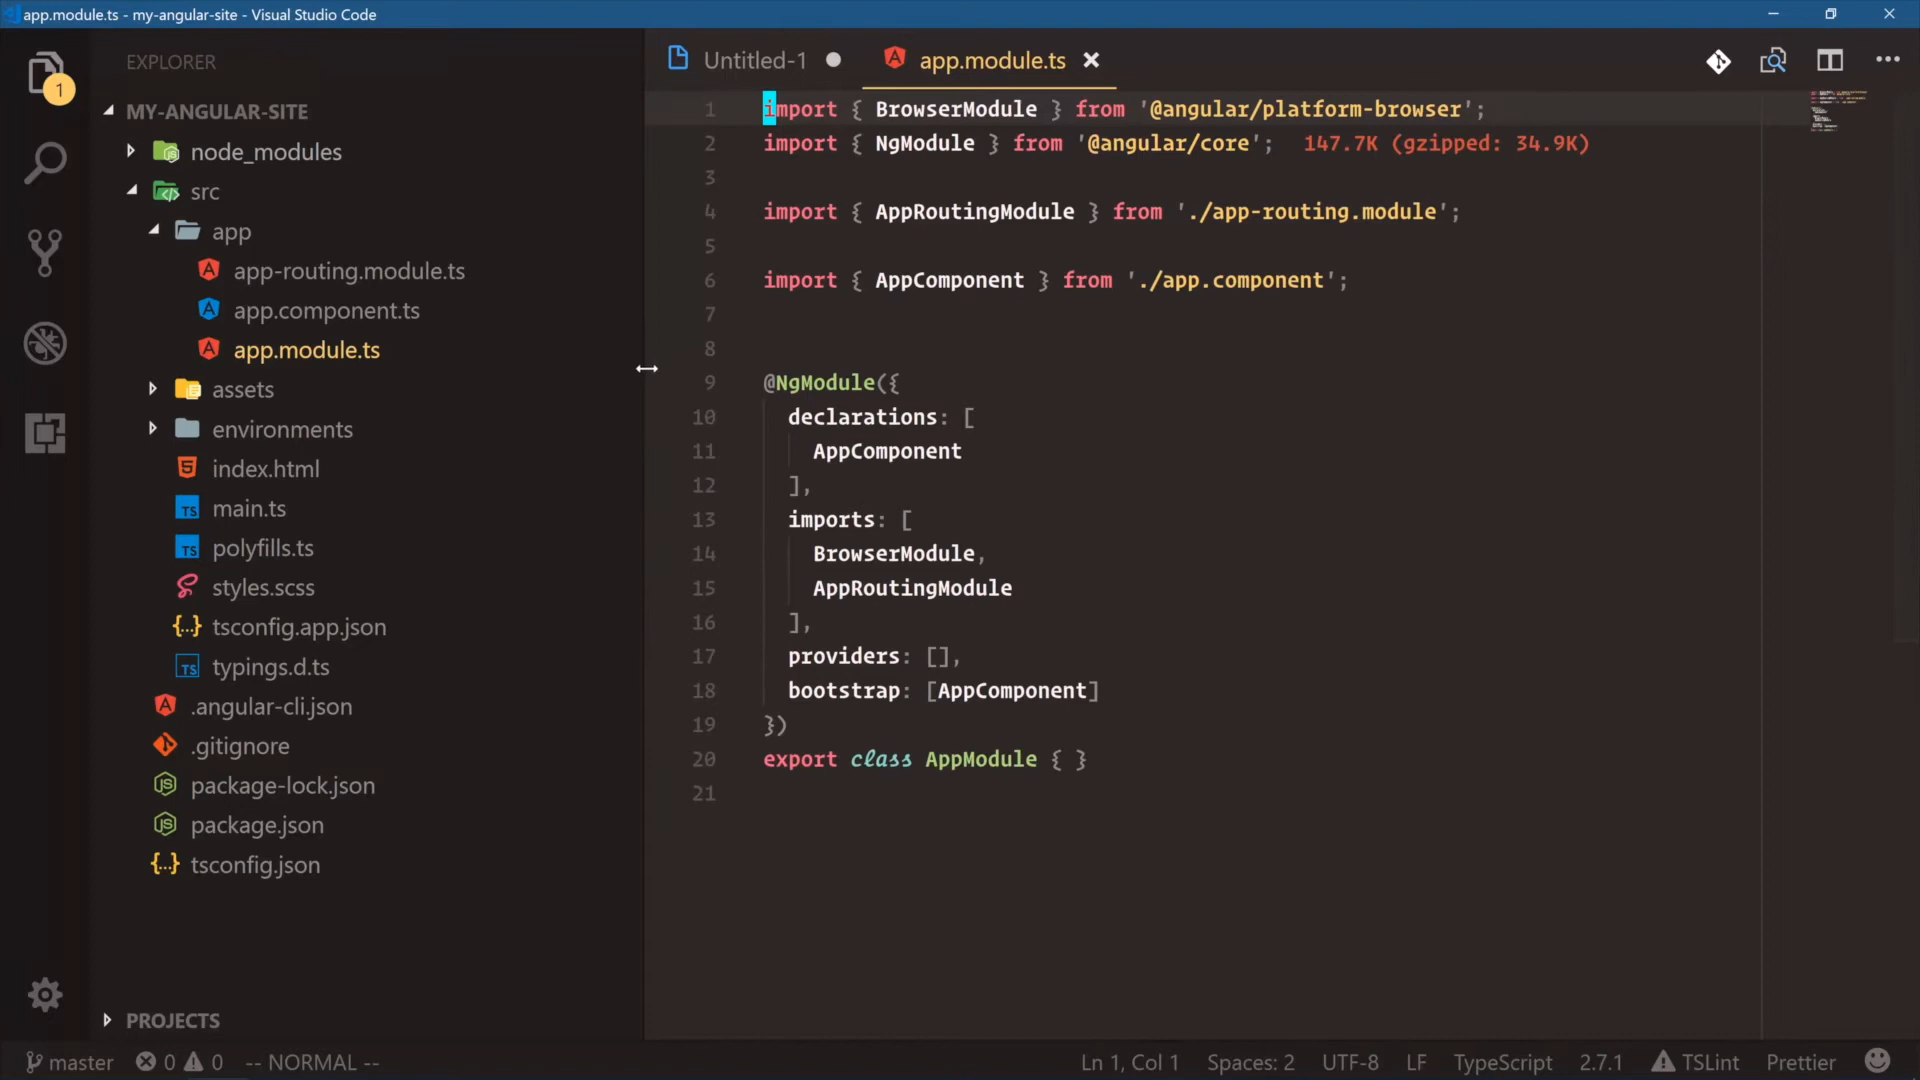 app.module.ts - my-angular-site - Visual Studio Code
EXPLORER
1
MY-ANGULAR-SITE
node_modules
src
app
app-routing.module.ts
app.component.ts
app.module.ts
assets
environments
index.html
main.ts
polyfills.ts
styles.scss
tsconfig.app.json
typings.d.ts
.angular-cli.json
.gitignore
package-lock.json
package.json
tsconfig.json
PROJECTS
Untitled-1 app.module.ts
1 import { BrowserModule } from '@angular/platform-browser';
2 import { NgModule } from '@angular/core'; 147.7K (gzipped: 34.9K)
3
4 import { AppRoutingModule } from './app-routing.module';
5
6 import { AppComponent } from './app.component';
7
8
9 @NgModule({
10 declarations: [
11 AppComponent
12 ],
13 imports: [
14 BrowserModule,
15 AppRoutingModule
16 ],
17 providers: [],
18 bootstrap: [AppComponent]
19 })
20 export class AppModule { }
21
master 0 0 -- NORMAL -- Ln 1, Col 1 Spaces: 2 UTF-8 LF TypeScript 2.7.1 TSLint Prettier